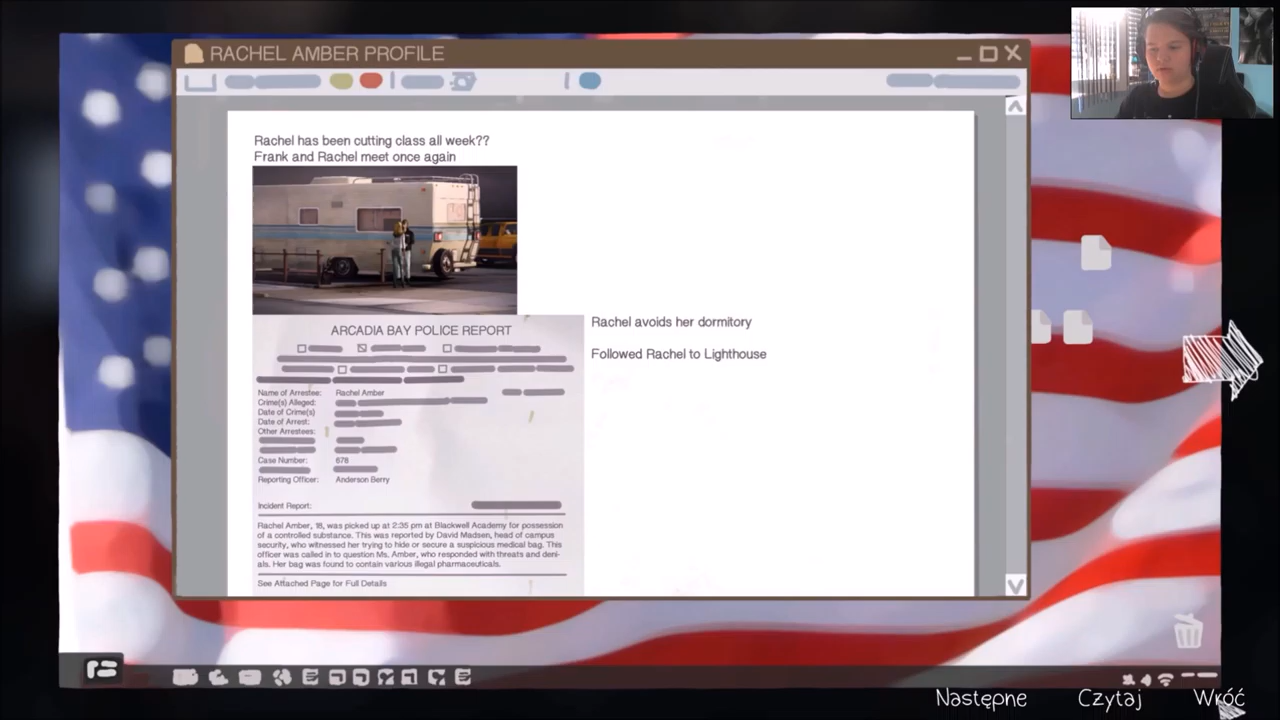 RACHEL AMBER PROFILE
Rachel has been cutting class all week??
Frank and Rachel meet once again
Rachel avoids her dormitory
Followed Rachel to Lighthouse
ARCADIA BAY POLICE REPORT
Name of Arrestee: Rachel Amber
Crime(s) Alleged:
Date of Crime(s)
Date of Arrest:
Other Arrestees:
Case Number: 678
Reporting Officer: Anderson Berry
Incident Report:
Rachel Amber, 18, was picked up at 2:35 pm at Blackwell Academy for possession
of a controlled substance. This was reported by David Madsen, head of campus
security, who witnessed her trying to hide or secure a suspicious medical bag. This
officer was called in to question Ms. Amber, who responded with threats and deni-
als. Her bag was found to contain various illegal pharmaceuticals.
See Attached Page for Full Details
Następne Czytaj Wróć